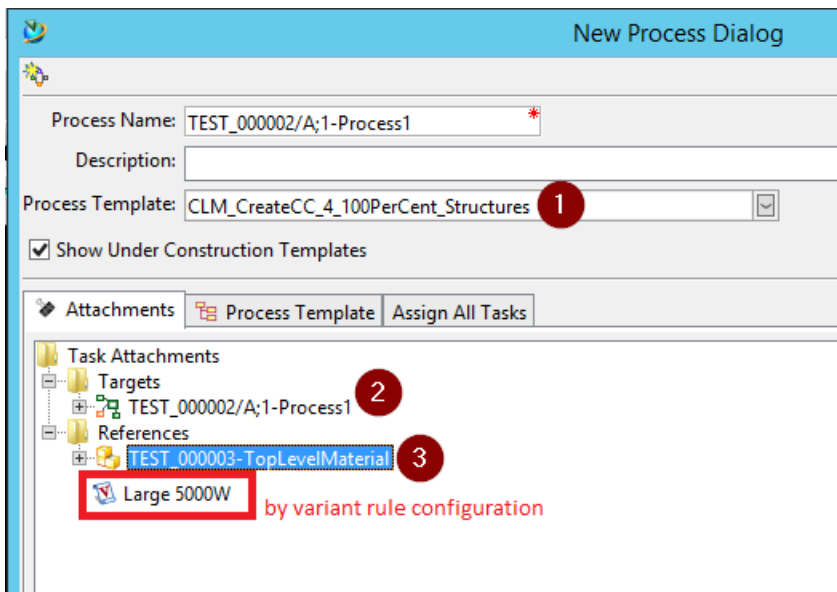 New Process Dialog
Process Name: TEST_000002/A;1-Process1 *
Description:
Process Template: CLM_CreateCC_4_100PerCent_Structures 1
Show Under Construction Templates
Attachments Process Template Assign All Tasks
Task Attachments
Targets
TEST_000002/A;1-Process1 2
References
TEST_000003-TopLevelMaterial 3
Large 5000W by variant rule configuration